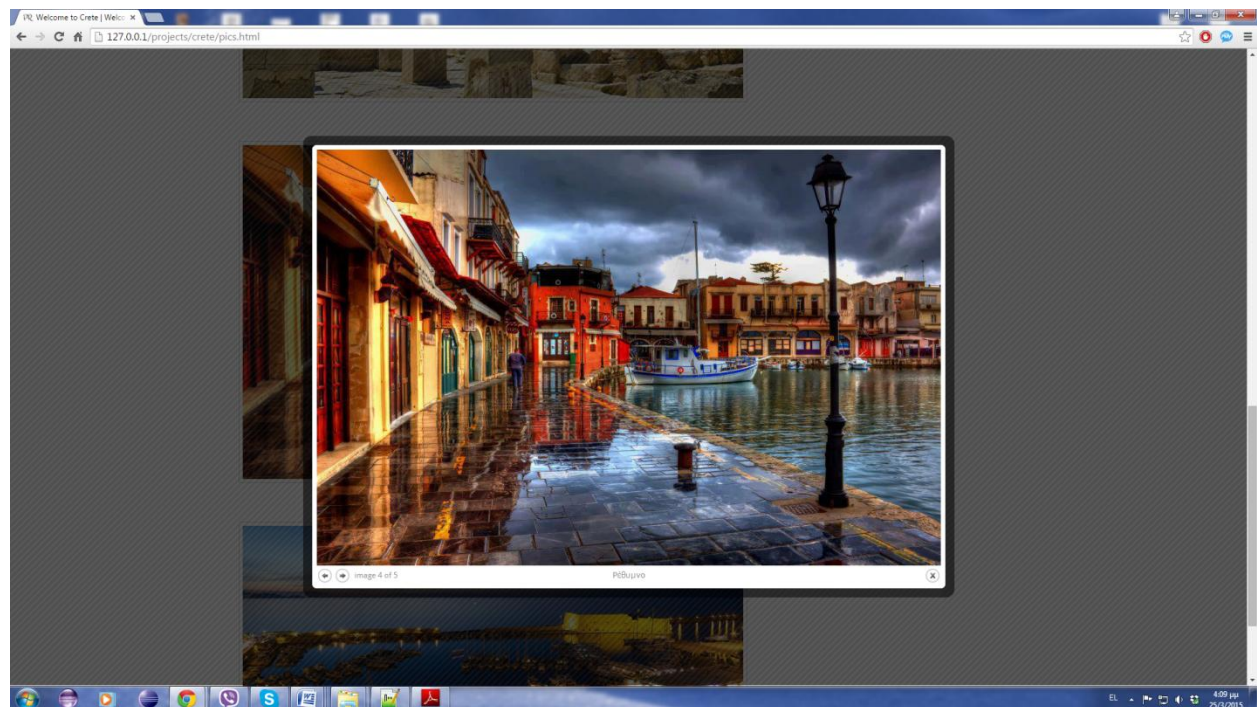 Welcome to Crete | Welc
127.0.0.1/projects/crete/pics.html
image 4 of 5
Ρέθυμνο
EL
4:09 μμ
25/3/2015